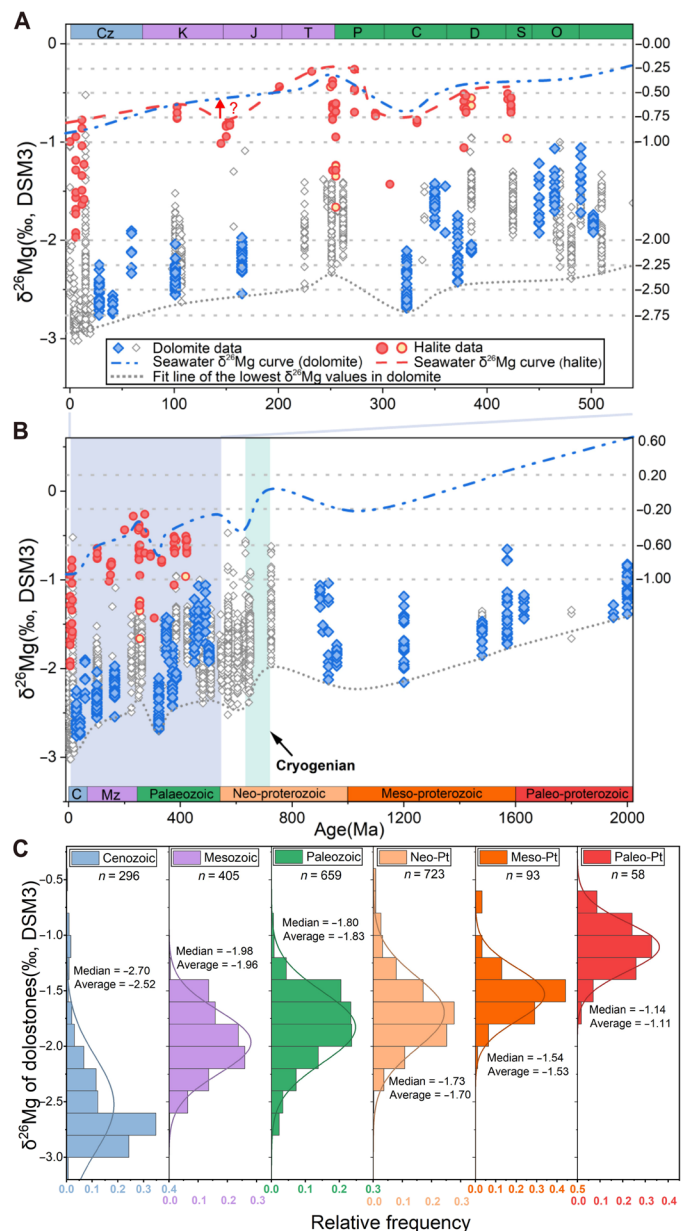 A
Cz K J T P C D S O
0 −1 −2 −3
−0.00
−0.25
−0.50
−0.75
−1.00
−2.00
−2.25
−2.50
−2.75
δ26Mg(‰, DSM3)
?
Dolomite data Halite data
Seawater δ26Mg curve (dolomite) Seawater δ26Mg curve (halite)
Fit line of the lowest δ26Mg values in dolomite
0 100 200 300 400 500
B
0 −1 −2 −3
0.60
0.20
−0.20
−0.60
−1.00
δ26Mg(‰, DSM3)
Cryogenian
C Mz Palaeozoic Neo-proterozoic Meso-proterozoic Paleo-proterozoic
0 400 800 1200 1600 2000
Age(Ma)
C
Cenozoic Mesozoic Paleozoic Neo-Pt Meso-Pt Paleo-Pt
n = 296 n = 405 n = 659 n = 723 n = 93 n = 58
−0.5
−1.0
−1.5
−2.0
−2.5
−3.0
δ26Mg of dolostones(‰, DSM3)
Median = −2.70
Average = −2.52
Median = −1.98
Average = −1.96
Median = −1.80
Average = −1.83
Median = −1.73
Average = −1.70
Median = −1.54
Average = −1.53
Median = −1.14
Average = −1.11
0.0 0.1 0.2 0.3 0.4
0.0 0.1 0.2 0.3
0.0 0.1 0.2 0.3
0.0 0.1 0.2 0.3
0.0 0.1 0.2 0.3 0.4 0.5
0.0 0.1 0.2 0.3 0.4
Relative frequency